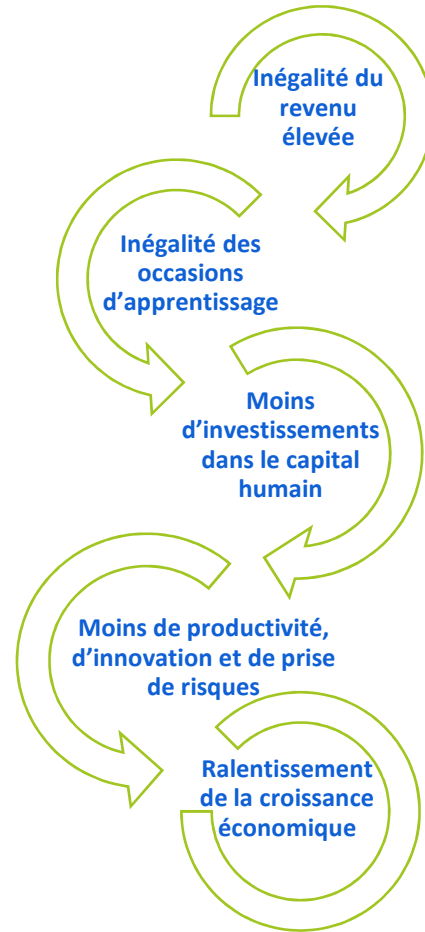 Inégalité du
revenu
élevée
Inégalité des
occasions
d’apprentissage
Moins
d’investissements
dans le capital
humain
Moins de productivité,
d’innovation et de prise
de risques
Ralentissement
de la croissance
économique